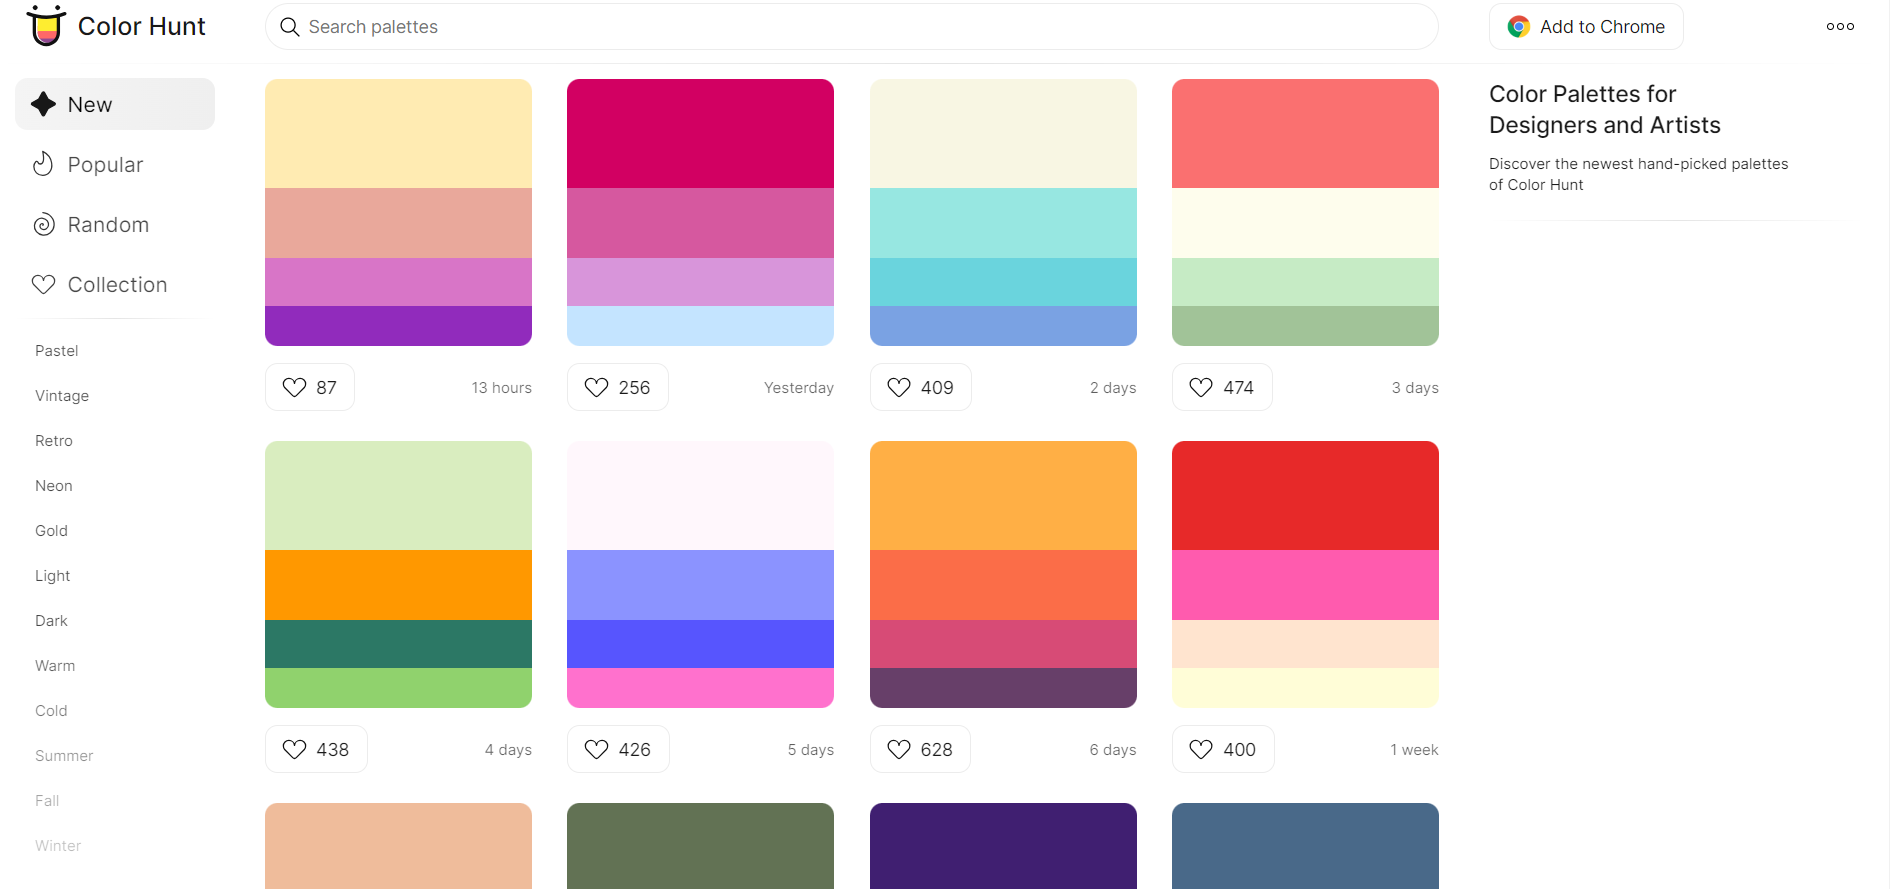 Color Hunt
Search palettes
Add to Chrome
New
Popular
Random
Collection
Pastel
Vintage
Retro
Neon
Gold
Light
Dark
Warm
Cold
Summer
Fall
Winter
87
13 hours
256
Yesterday
409
2 days
474
3 days
438
4 days
426
5 days
628
6 days
400
1 week
Color Palettes for
Designers and Artists
Discover the newest hand-picked palettes
of Color Hunt